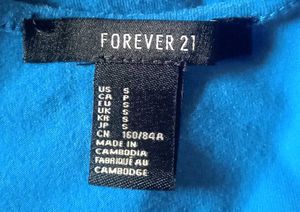 FOREVER 21
US S
CA P
EU S
UK S
KR S
JP S
CN 160/84A
MADE IN
CAMBODIA
FABRIQUÉ AU
CAMBODGE